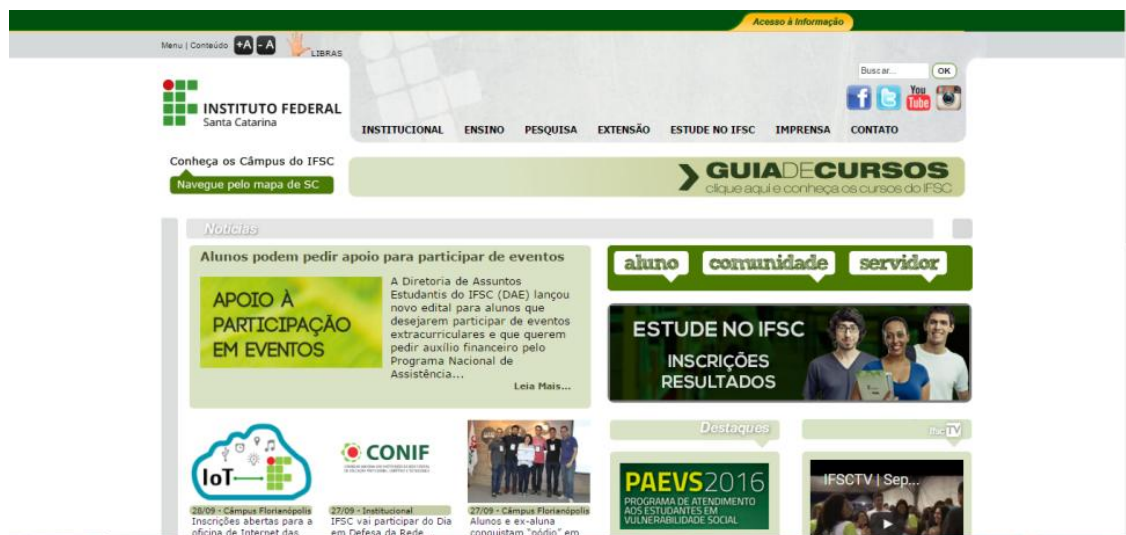 Acesso à Informação
Menu | Conteúdo +A - A LIBRAS
Buscar... OK
You
Tube
INSTITUTO FEDERAL
Santa Catarina
INSTITUCIONAL ENSINO PESQUISA EXTENSÃO ESTUDE NO IFSC IMPRENSA CONTATO
Conheça os Câmpus do IFSC
Navegue pelo mapa de SC
GUIADECURSOS
clique aqui e conheça os cursos do IFSC
Notícias
Alunos podem pedir apoio para participar de eventos
APOIO À
PARTICIPAÇÃO
EM EVENTOS
A Diretoria de Assuntos
Estudantis do IFSC (DAE) lançou
novo edital para alunos que
desejarem participar de eventos
extracurriculares e que querem
pedir auxílio financeiro pelo
Programa Nacional de
Assistência...
Leia Mais...
aluno comunidade servidor
ESTUDE NO IFSC
INSCRIÇÕES
RESULTADOS
IoT
28/09 - Câmpus Florianópolis
Inscrições abertas para a
oficina de Internet das
CONIF
27/09 - Institucional
IFSC vai participar do Dia
em Defesa da Rede
27/09 - Câmpus Florianópolis
Alunos e ex-aluna
conquistam "pódio" em
Destaques
PAEVS2016
PROGRAMA DE ATENDIMENTO
AOS ESTUDANTES EM
VULNERABILIDADE SOCIAL
ifsc TV
IFSCTV | Sep...